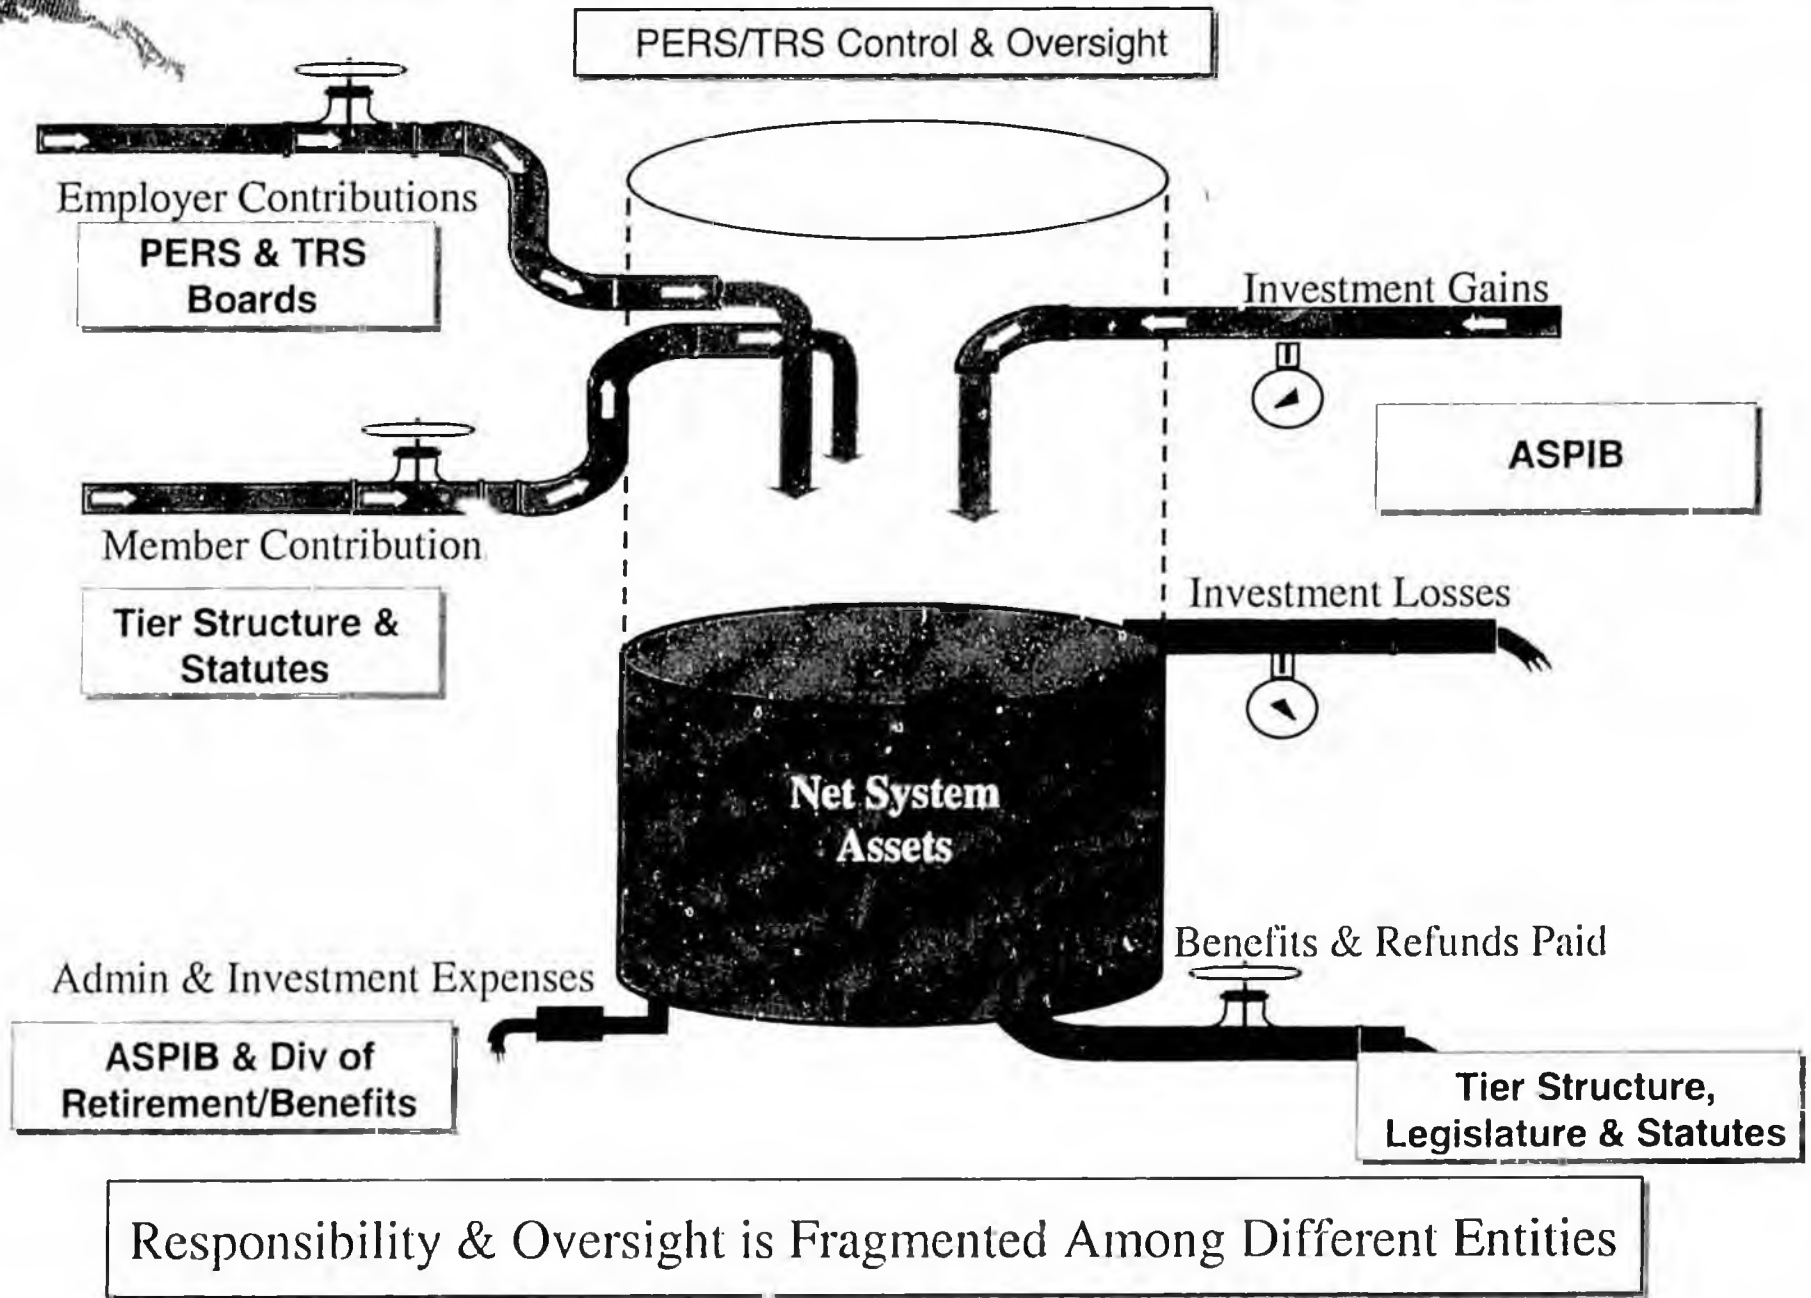 PERS/TRS Control & Oversight
Employer Contributions
PERS & TRS
Boards
Investment Gains
ASPIB
Member Contribution
Tier Structure &
Statutes
Investment Losses
Net System
Assets
Benefits & Refunds Paid
Admin & Investment Expenses
ASPIB & Div of
Retirement/Benefits
Tier Structure,
Legislature & Statutes
Responsibility & Oversight is Fragmented Among Different Entities